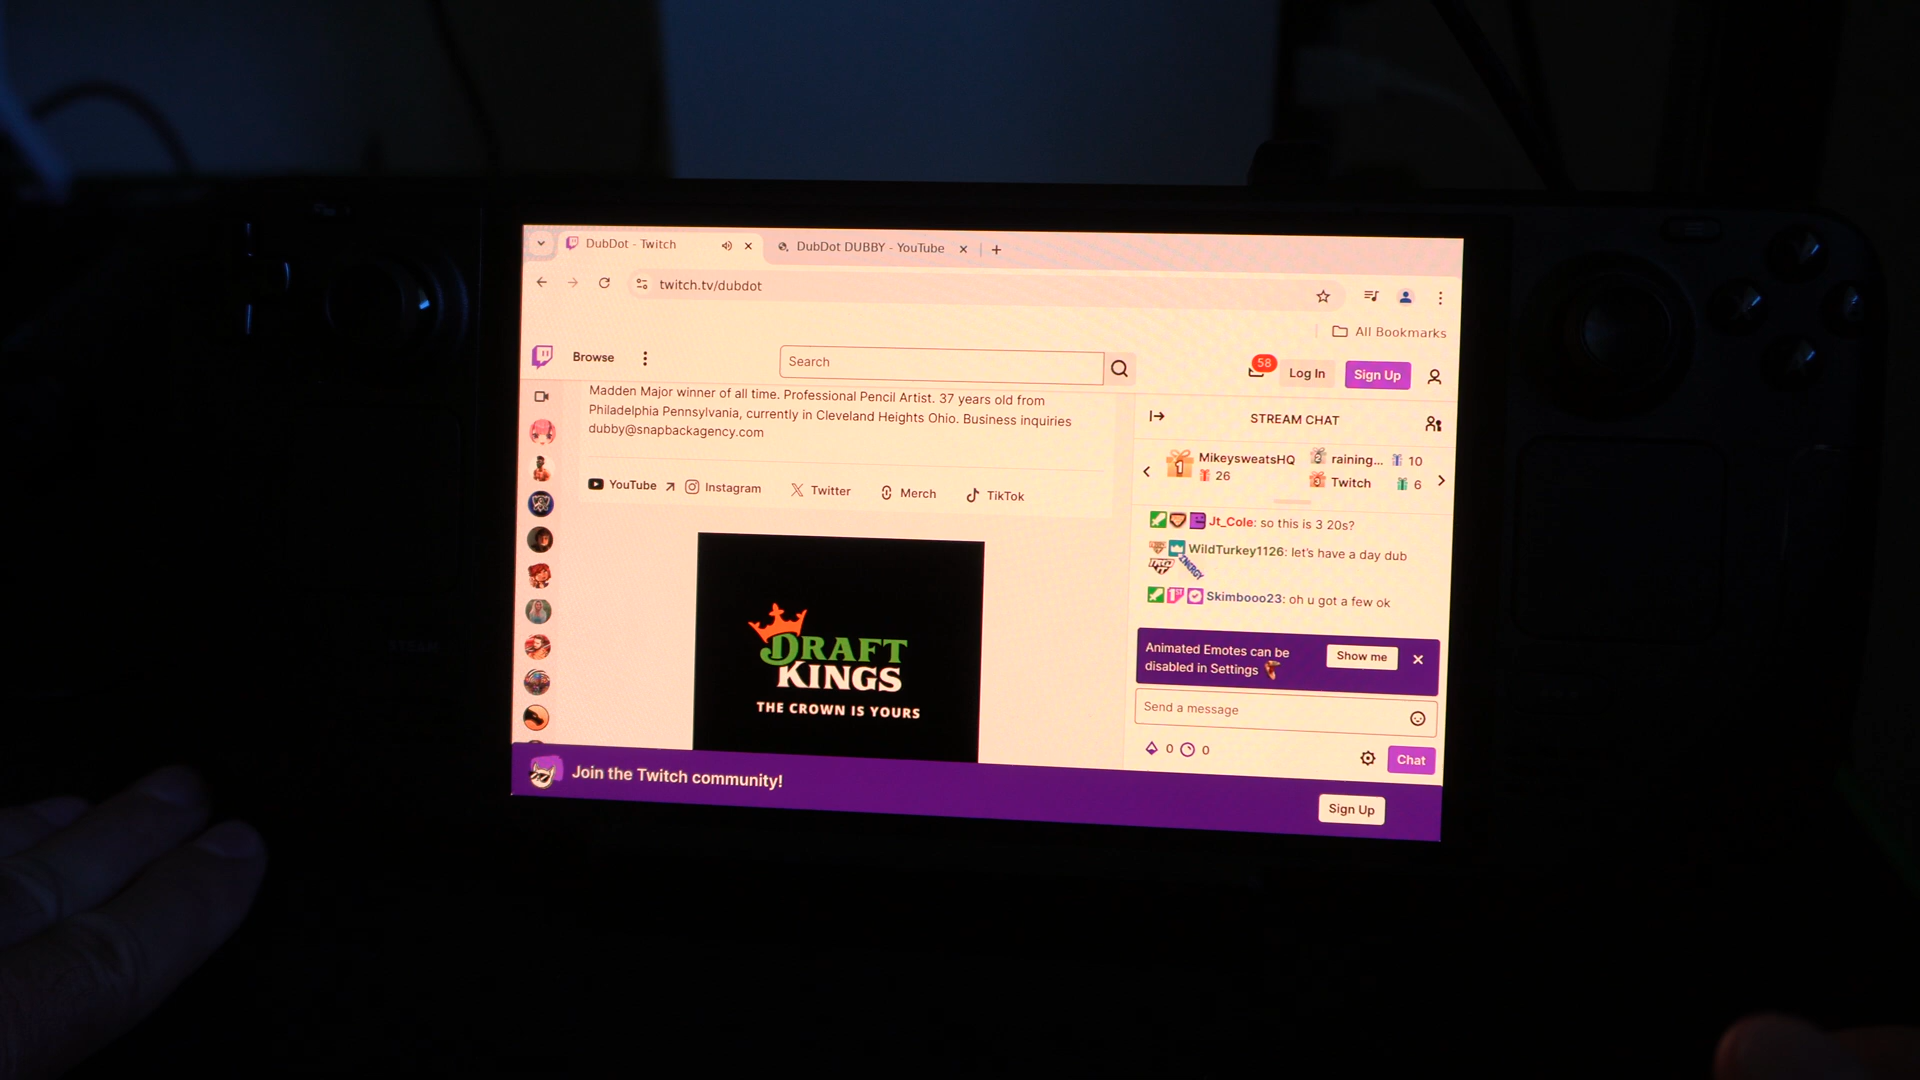 DubDot - Twitch
DubDot DUBBY - YouTube
twitch.tv/dubdot
All Bookmarks
Browse
Search
58
Log In
Sign Up
Madden Major winner of all time. Professional Pencil Artist. 37 years old from
Philadelphia Pennsylvania, currently in Cleveland Heights Ohio. Business inquiries
dubby@snapbackagency.com
YouTube
Instagram
Twitter
Merch
TikTok
DRAFT
KINGS
THE CROWN IS YOURS
STREAM CHAT
1
MikeysweatsHQ
26
2
raining...
10
3
Twitch
6
Jt_Cole: so this is 3 20s?
WildTurkey1126: let's have a day dub
Skimbooo23: oh u got a few ok
Animated Emotes can be
disabled in Settings
Show me
Send a message
0
0
Chat
Join the Twitch community!
Sign Up